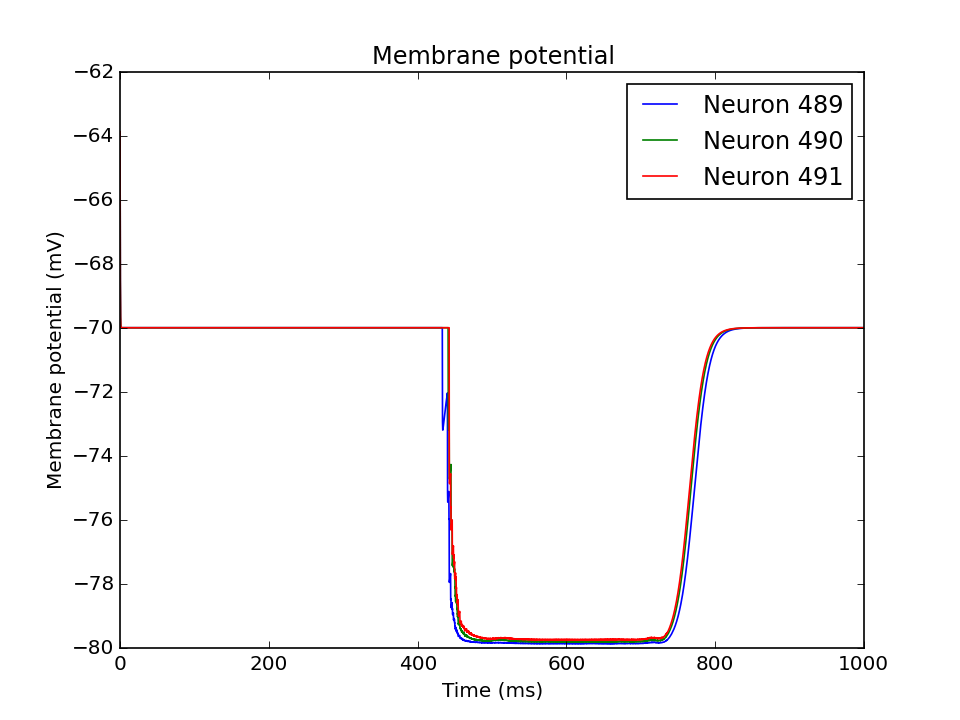 Membrane potential
−62
−64
−66
−68
−70
−72
−74
−76
−78
−80
Membrane potential (mV)
Neuron 489
Neuron 490
Neuron 491
0
200
400
600
800
1000
Time (ms)